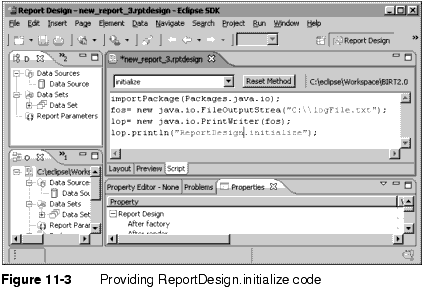 Report Design - new_report_3.rptdesign - Eclipse SDK
File Edit Insert Page Element Data Navigate Search Project Run Window Help
Report Design
D
2
*new_report_3.rptdesign
Data Sources
Data Source
Data Sets
Data Set
Report Parameters
initialize
Reset Method
C:\eclipse\Workspace\BIRT2.0
importPackage(Packages.java.io);
fos= new java.io.FileOutputStrea("C:\\logFile.txt");
lop= new java.io.PrintWriter(fos);
lop.println("ReportDesign.initialize");
Layout Preview Script
1
C:\eclipse\Works
Data Sources
Data Sou
Data Sets
Data Set
Report Parar
Property Editor - None Problems Properties
Property
Report Design
After factory
After render
Figure 11-3 Providing ReportDesign.initialize code